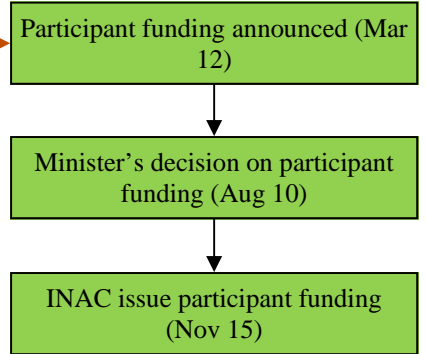 Participant funding announced (Mar
12)
Minister’s decision on participant
funding (Aug 10)
INAC issue participant funding
(Nov 15)